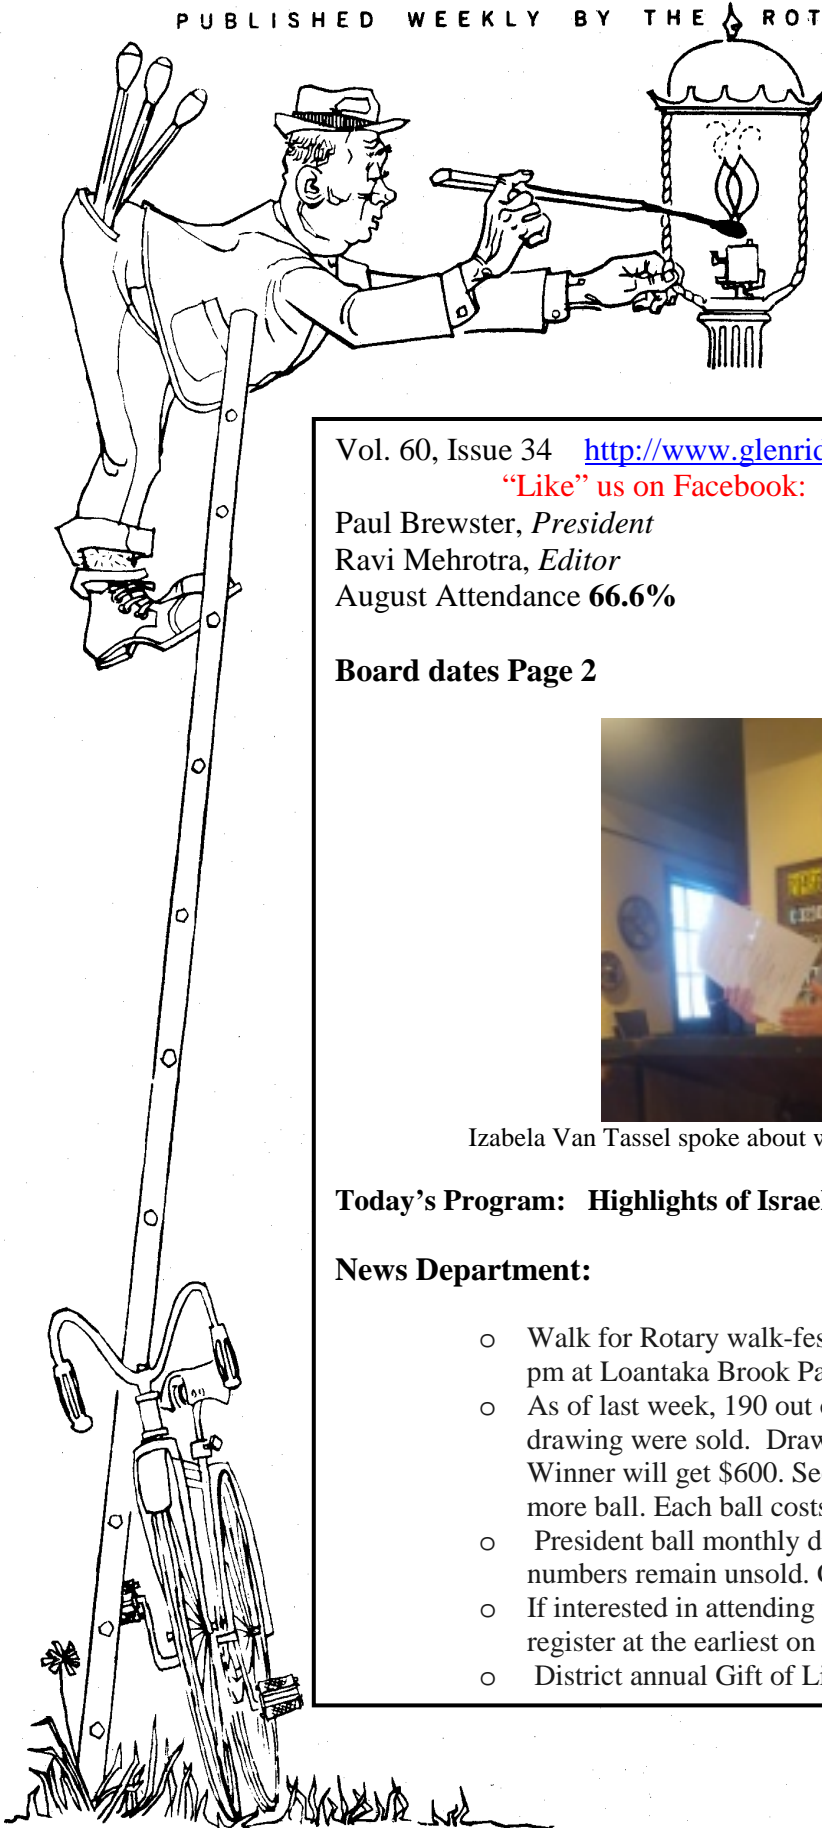 PUBLISHED WEEKLY BY THE ROT
Vol. 60, Issue 34 http://www.glenrid
“Like” us on Facebook:
Paul Brewster, President
Ravi Mehrotra, Editor
August Attendance 66.6%
Board dates Page 2
Izabela Van Tassel spoke about w
Today’s Program: Highlights of Israel
News Department:
o Walk for Rotary walk-fes
pm at Loantaka Brook Pa
o As of last week, 190 out o
drawing were sold. Draw
Winner will get $600. Se
more ball. Each ball costs
o President ball monthly d
numbers remain unsold. C
o If interested in attending
register at the earliest on
o District annual Gift of Li